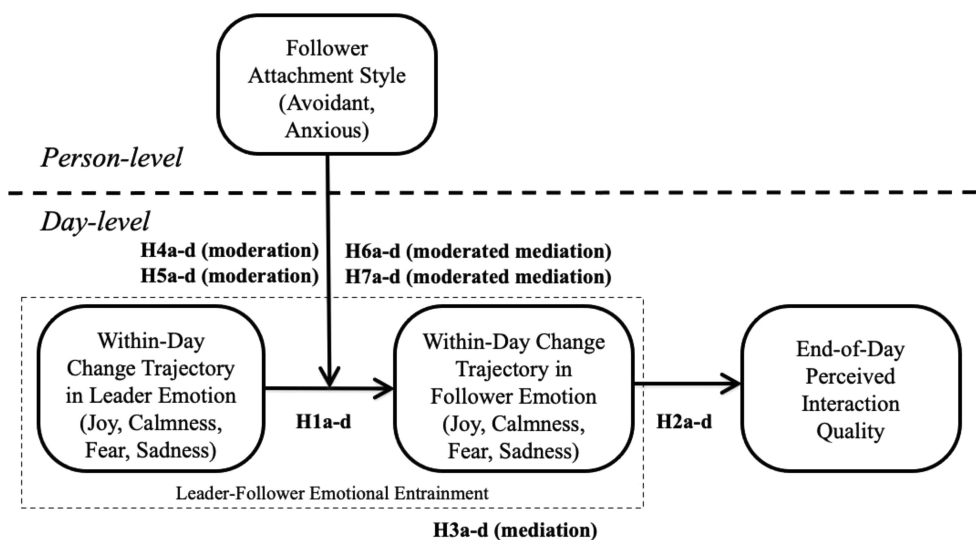 Follower
Attachment Style
(Avoidant,
Anxious)
Person-level
Day-level
H4a-d (moderation)
H5a-d (moderation)
H6a-d (moderated mediation)
H7a-d (moderated mediation)
Within-Day
Change Trajectory
in Leader Emotion
(Joy, Calmness,
Fear, Sadness)
H1a-d
Within-Day Change
Trajectory in
Follower Emotion
(Joy, Calmness,
Fear, Sadness)
H2a-d
End-of-Day
Perceived
Interaction
Quality
Leader-Follower Emotional Entrainment
H3a-d (mediation)